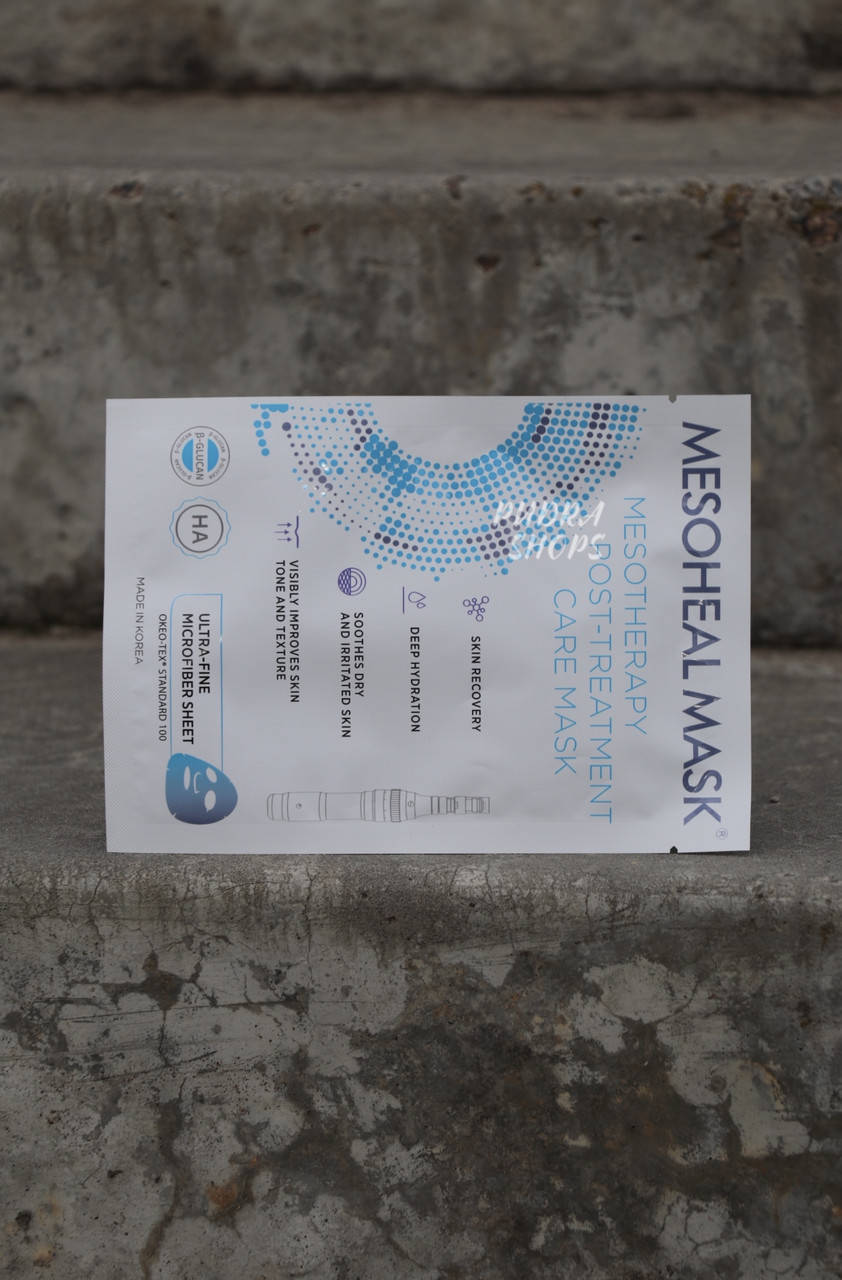 MESOHEAL MASK®
MESOTHERAPY
POST-TREATMENT
CARE MASK
PUDRA
SHOPS
SKIN RECOVERY
DEEP HYDRATION
SOOTHES DRY
AND IRRITATED SKIN
VISIBLY IMPROVES SKIN
TONE AND TEXTURE
β-GLUCAN
HA
ULTRA-FINE
MICROFIBER SHEET
OKEO-TEX® STANDARD 100
MADE IN KOREA